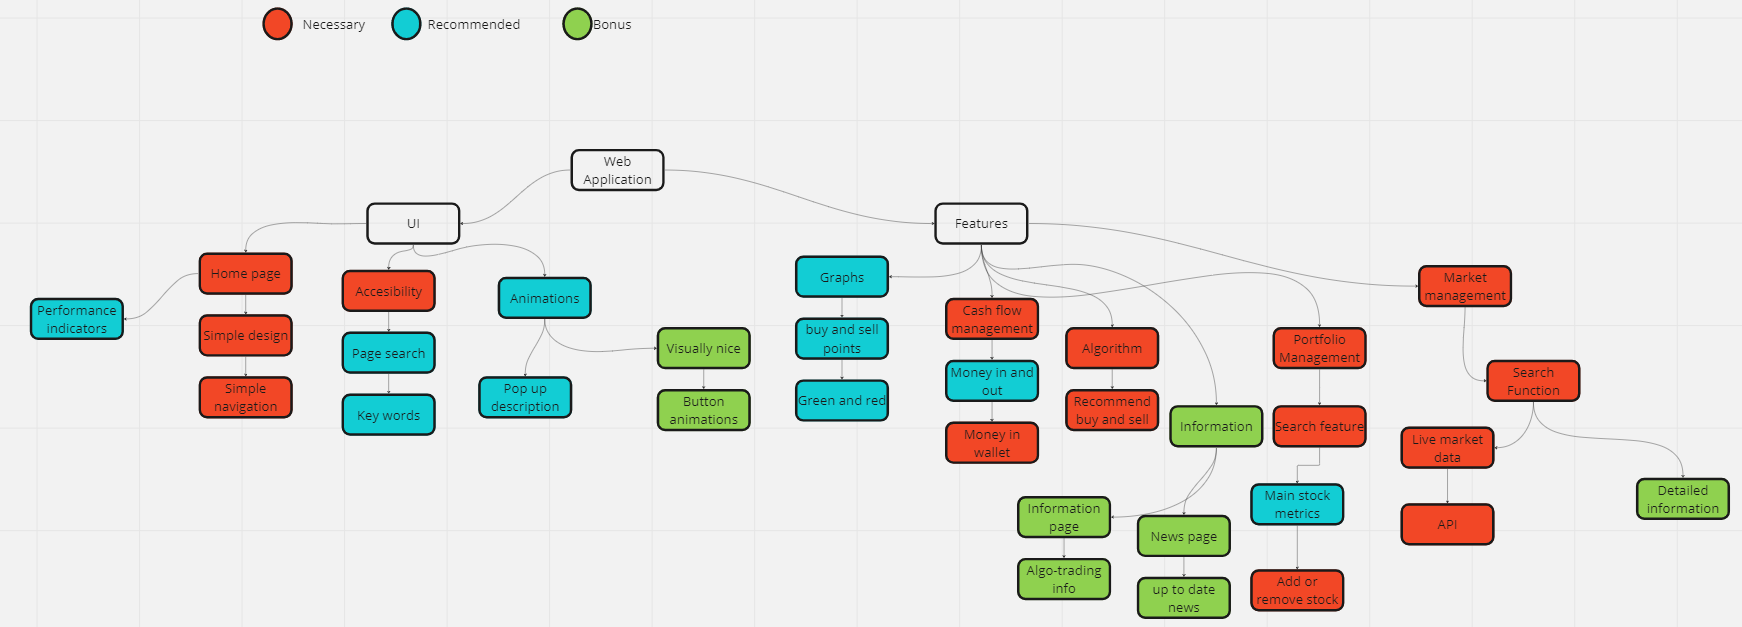 Necessary
Recommended
Bonus
Web
Application
UI
Features
Home page
Performance
indicators
Simple design
Simple
navigation
Accesibility
Page search
Key words
Animations
Pop up
description
Visually nice
Button
animations
Graphs
buy and sell
points
Green and red
Cash flow
management
Money in and
out
Money in
wallet
Algorithm
Recommend
buy and sell
Information
Information
page
Algo-trading
info
News page
up to date
news
Portfolio
Management
Search feature
Main stock
metrics
Add or
remove stock
Market
management
Search
Function
Live market
data
API
Detailed
information